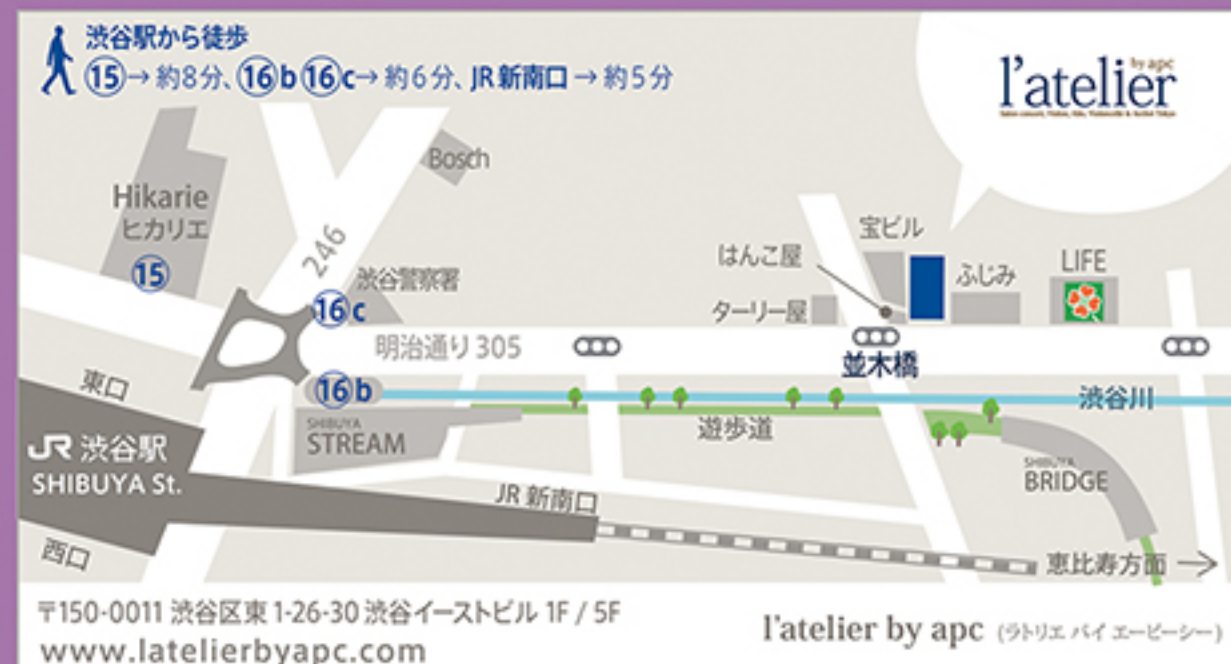 渋谷駅から徒歩
⑮→ 約8分、⑯b ⑯c→ 約6分、JR 新南口 → 約5分
l'atelier
by apc
Bosch
Hikarie
ヒカリエ
⑮
246
宝ビル
はんこ屋
ふじみ
LIFE
渋谷警察署
⑯c
ターリー屋
明治通り 305
並木橋
東口
⑯b
渋谷川
SHIBUYA
STREAM
遊歩道
JR 渋谷駅
SHIBUYA St.
SHIBUYA
BRIDGE
JR 新南口
西口
恵比寿方面 →
〒150-0011 渋谷区東 1-26-30 渋谷イーストビル 1F / 5F
l'atelier by apc (ラトリエ バイ エーピーシー)
www.latelierbyapc.com